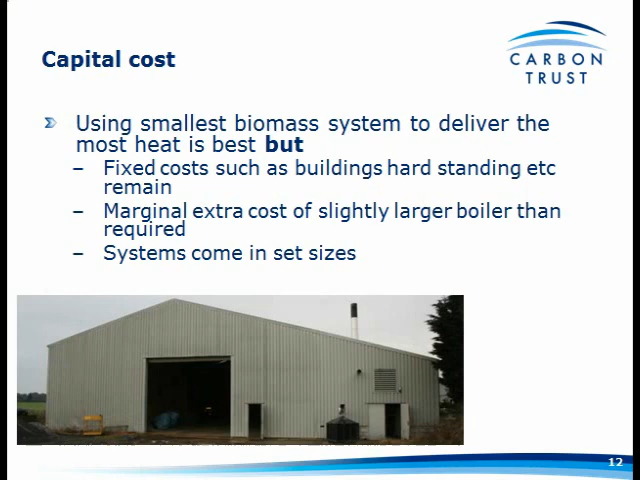 Capital cost
CARBON
TRUST
Using smallest biomass system to deliver the
most heat is best but
– Fixed costs such as buildings hard standing etc
remain
– Marginal extra cost of slightly larger boiler than
required
– Systems come in set sizes
12